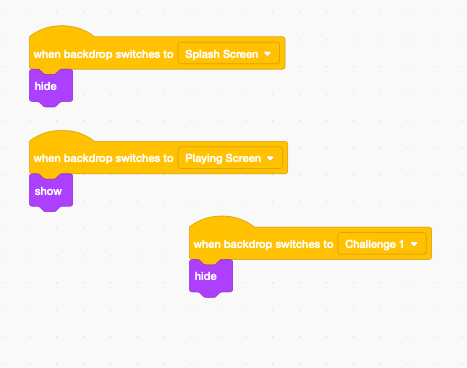 when backdrop switches to Splash Screen
hide
when backdrop switches to Playing Screen
show
when backdrop switches to Challenge 1
hide